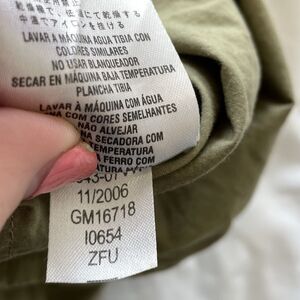 中温でアイロンを掛ける
LAVAR A MÁQUINA AGUA TIBIA CON
COLORES SIMILARES
NO USAR BLANQUEADOR
SECAR EN MÁQUINA BAJA TEMPERATURA
PLANCHA TIBIA
LAVAR À MÁQUINA COM ÁGUA
COM CORES SEMELHANTES
NÃO ALVEJAR
SECADORA COM
TEMPERATURA
FERRO COM
11/2006
GM16718
I0654
ZFU